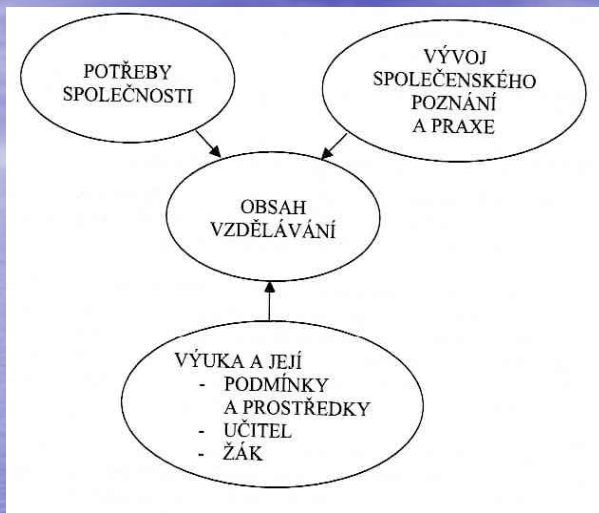 POTŘEBY
SPOLEČNOSTI
VÝVOJ
SPOLEČENSKÉHO
POZNÁNÍ
A PRAXE
OBSAH
VZDĚLÁVÁNÍ
VÝUKA A JEJÍ
- PODMÍNKY
A PROSTŘEDKY
- UČITEL
- ŽÁK